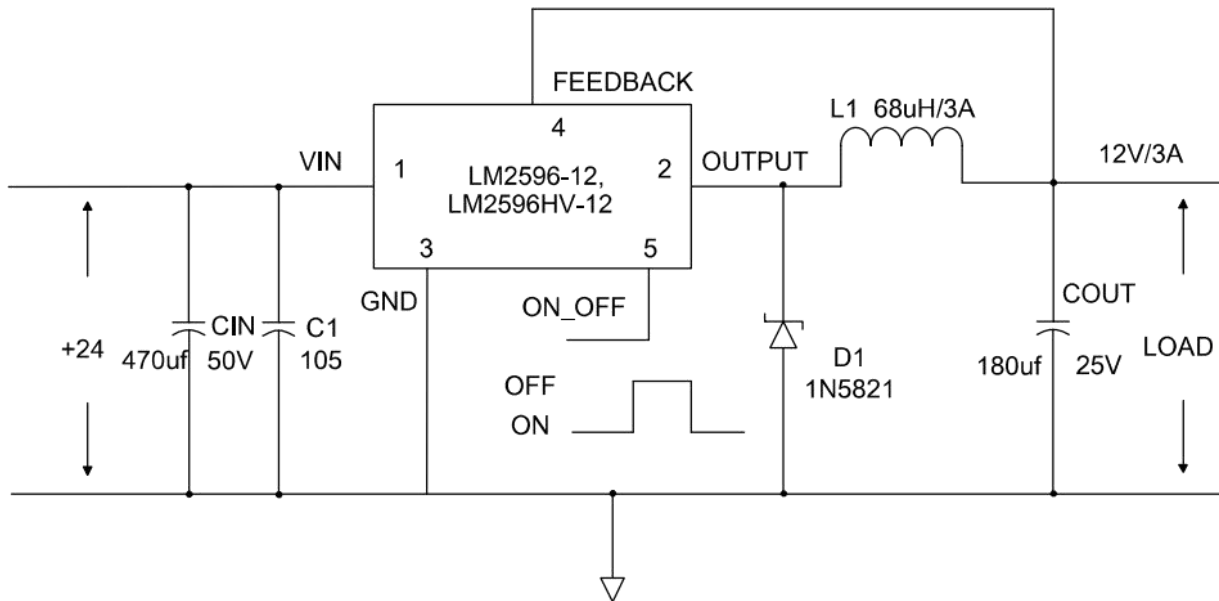 FEEDBACK
L1 68uH/3A
4
VIN
1
LM2596-12,
LM2596HV-12
2
OUTPUT
12V/3A
3
5
GND
ON_OFF
COUT
+24
470uf
CIN
50V
C1
105
D1
1N5821
180uf
25V
LOAD
OFF
ON